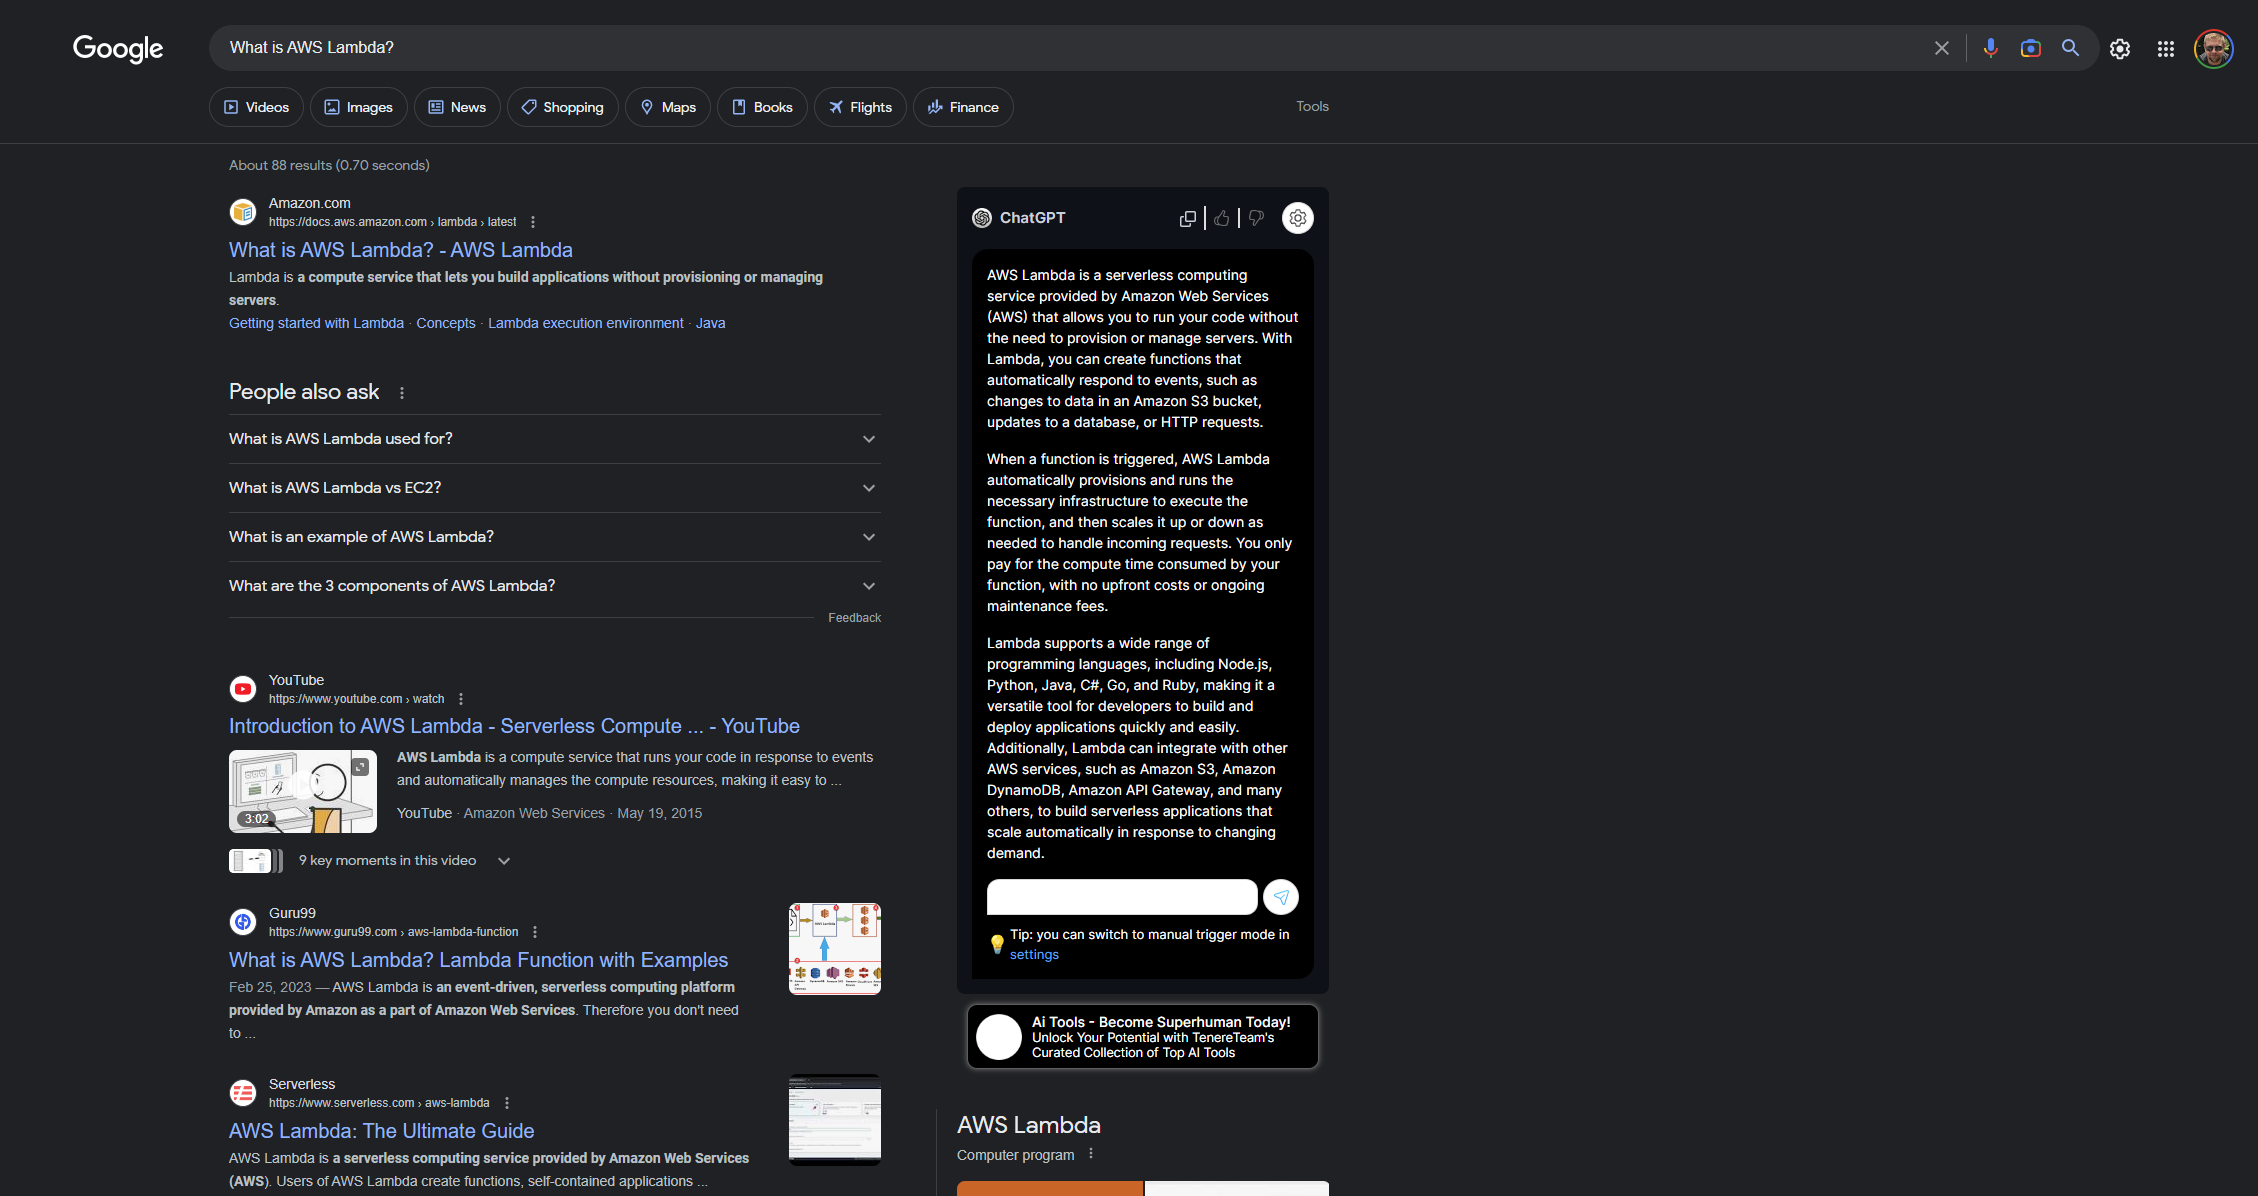 Google
What is AWS Lambda?
Videos
Images
News
Shopping
Maps
Books
Flights
Finance
Tools
About 88 results (0.70 seconds)
Amazon.com
https://docs.aws.amazon.com › lambda › latest
What is AWS Lambda? - AWS Lambda
Lambda is a compute service that lets you build applications without provisioning or managing
servers.
Getting started with Lambda · Concepts · Lambda execution environment · Java
People also ask
What is AWS Lambda used for?
What is AWS Lambda vs EC2?
What is an example of AWS Lambda?
What are the 3 components of AWS Lambda?
Feedback
YouTube
https://www.youtube.com › watch
Introduction to AWS Lambda - Serverless Compute ... - YouTube
3:02
AWS Lambda is a compute service that runs your code in response to events
and automatically manages the compute resources, making it easy to ...
YouTube · Amazon Web Services · May 19, 2015
9 key moments in this video
Guru99
https://www.guru99.com › aws-lambda-function
What is AWS Lambda? Lambda Function with Examples
Feb 25, 2023 — AWS Lambda is an event-driven, serverless computing platform
provided by Amazon as a part of Amazon Web Services. Therefore you don't need
to ...
Serverless
https://www.serverless.com › aws-lambda
AWS Lambda: The Ultimate Guide
AWS Lambda is a serverless computing service provided by Amazon Web Services
(AWS). Users of AWS Lambda create functions, self-contained applications ...
ChatGPT
AWS Lambda is a serverless computing
service provided by Amazon Web Services
(AWS) that allows you to run your code without
the need to provision or manage servers. With
Lambda, you can create functions that
automatically respond to events, such as
changes to data in an Amazon S3 bucket,
updates to a database, or HTTP requests.
When a function is triggered, AWS Lambda
automatically provisions and runs the
necessary infrastructure to execute the
function, and then scales it up or down as
needed to handle incoming requests. You only
pay for the compute time consumed by your
function, with no upfront costs or ongoing
maintenance fees.
Lambda supports a wide range of
programming languages, including Node.js,
Python, Java, C#, Go, and Ruby, making it a
versatile tool for developers to build and
deploy applications quickly and easily.
Additionally, Lambda can integrate with other
AWS services, such as Amazon S3, Amazon
DynamoDB, Amazon API Gateway, and many
others, to build serverless applications that
scale automatically in response to changing
demand.
Tip: you can switch to manual trigger mode in
settings
Ai Tools - Become Superhuman Today!
Unlock Your Potential with TenereTeam's
Curated Collection of Top AI Tools
AWS Lambda
Computer program